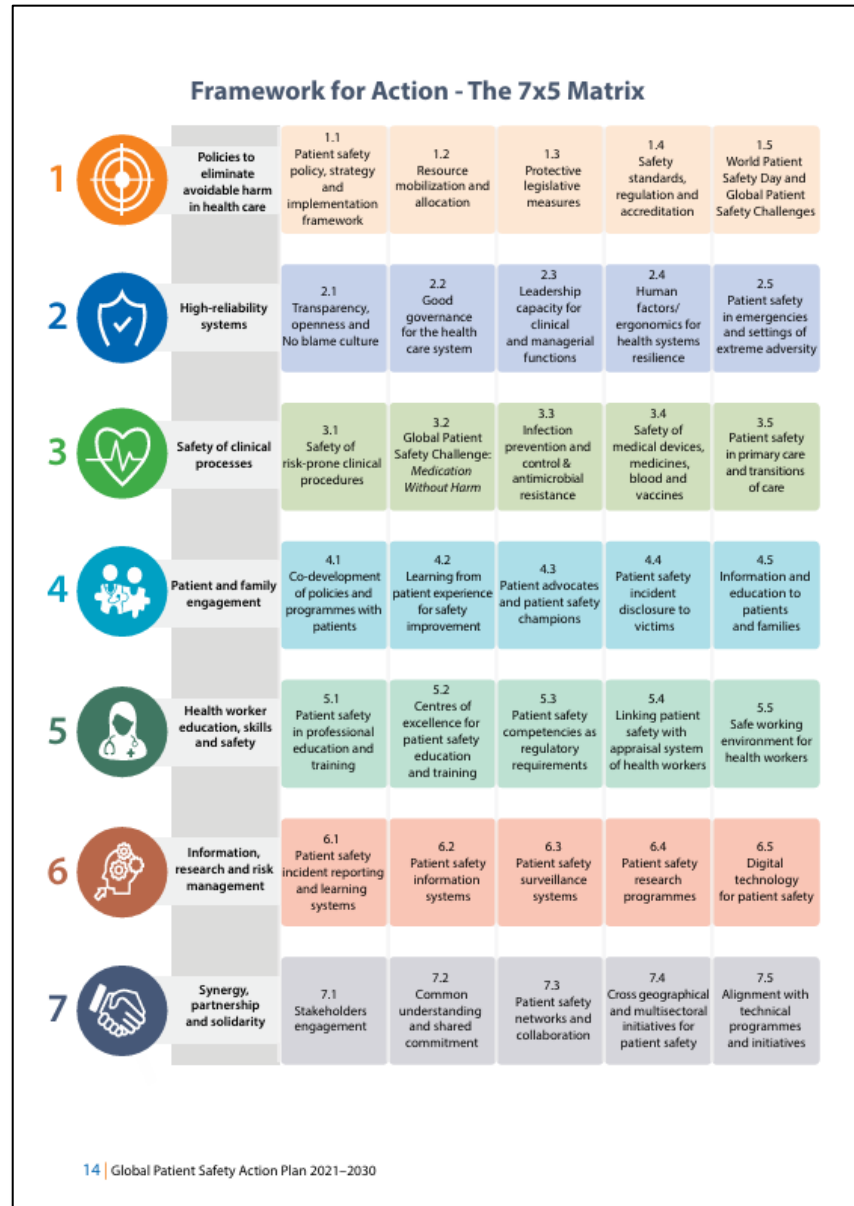 Framework for Action - The 7x5 Matrix
1
Policies to
eliminate
avoidable harm
in health care
1.1
Patient safety
policy, strategy
and
implementation
framework
1.2
Resource
mobilization and
allocation
1.3
Protective
legislative
measures
1.4
Safety
standards,
regulation and
accreditation
1.5
World Patient
Safety Day and
Global Patient
Safety Challenges
2
High-reliability
systems
2.1
Transparency,
openness and
No blame culture
2.2
Good
governance
for the health
care system
2.3
Leadership
capacity for
clinical
and managerial
functions
2.4
Human
factors/
ergonomics for
health systems
resilience
2.5
Patient safety
in emergencies
and settings of
extreme adversity
3
Safety of clinical
processes
3.1
Safety of
risk-prone clinical
procedures
3.2
Global Patient
Safety Challenge:
Medication
Without Harm
3.3
Infection
prevention and
control &
antimicrobial
resistance
3.4
Safety of
medical devices,
medicines,
blood and
vaccines
3.5
Patient safety
in primary care
and transitions
of care
4
Patient and family
engagement
4.1
Co-development
of policies and
programmes with
patients
4.2
Learning from
patient experience
for safety
improvement
4.3
Patient advocates
and patient safety
champions
4.4
Patient safety
incident
disclosure to
victims
4.5
Information and
education to
patients
and families
5
Health worker
education, skills
and safety
5.1
Patient safety
in professional
education and
training
5.2
Centres of
excellence for
patient safety
education
and training
5.3
Patient safety
competencies as
regulatory
requirements
5.4
Linking patient
safety with
appraisal system
of health workers
5.5
Safe working
environment for
health workers
6
Information,
research and risk
management
6.1
Patient safety
incident reporting
and learning
systems
6.2
Patient safety
information
systems
6.3
Patient safety
surveillance
systems
6.4
Patient safety
research
programmes
6.5
Digital
technology
for patient safety
7
Synergy,
partnership
and solidarity
7.1
Stakeholders
engagement
7.2
Common
understanding
and shared
commitment
7.3
Patient safety
networks and
collaboration
7.4
Cross geographical
and multisectoral
initiatives for
patient safety
7.5
Alignment with
technical
programmes
and initiatives
14 | Global Patient Safety Action Plan 2021–2030